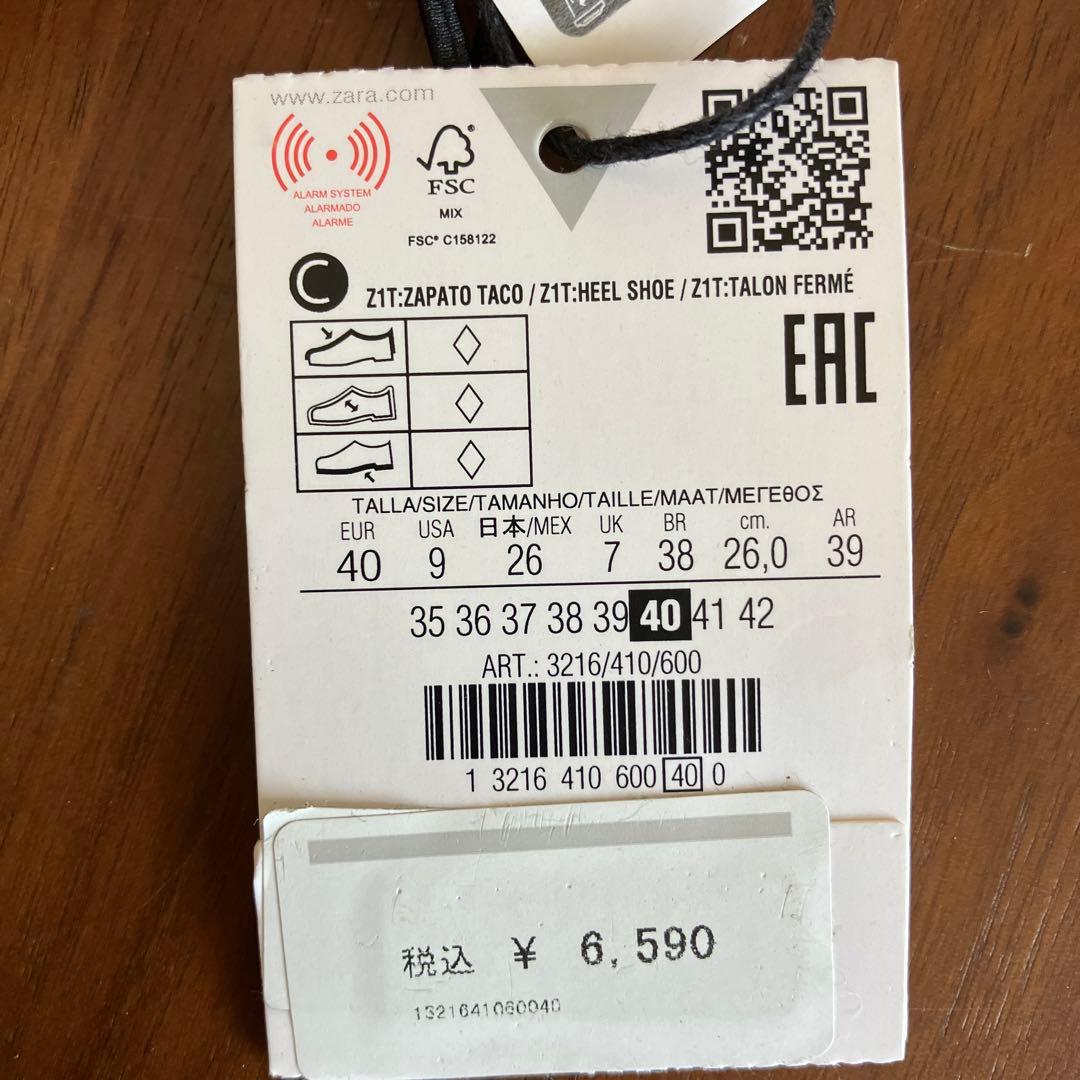 www.zara.com
ALARM SYSTEM
ALARMADO
ALARME
FSC®
MIX
FSC® C158122
C
Z1T:ZAPATO TACO / Z1T:HEEL SHOE / Z1T:TALON FERMÉ
EAC
TALLA/SIZE/TAMANHO/TAILLE/MAAT/ΜΕΓΕΘΟΣ
EUR USA 日本/MEX UK BR cm. AR
40 9 26 7 38 26,0 39
35 36 37 38 39 40 41 42
ART.: 3216/410/600
1 3216 410 600 40 0
税込 ¥ 6,590
1321641060040